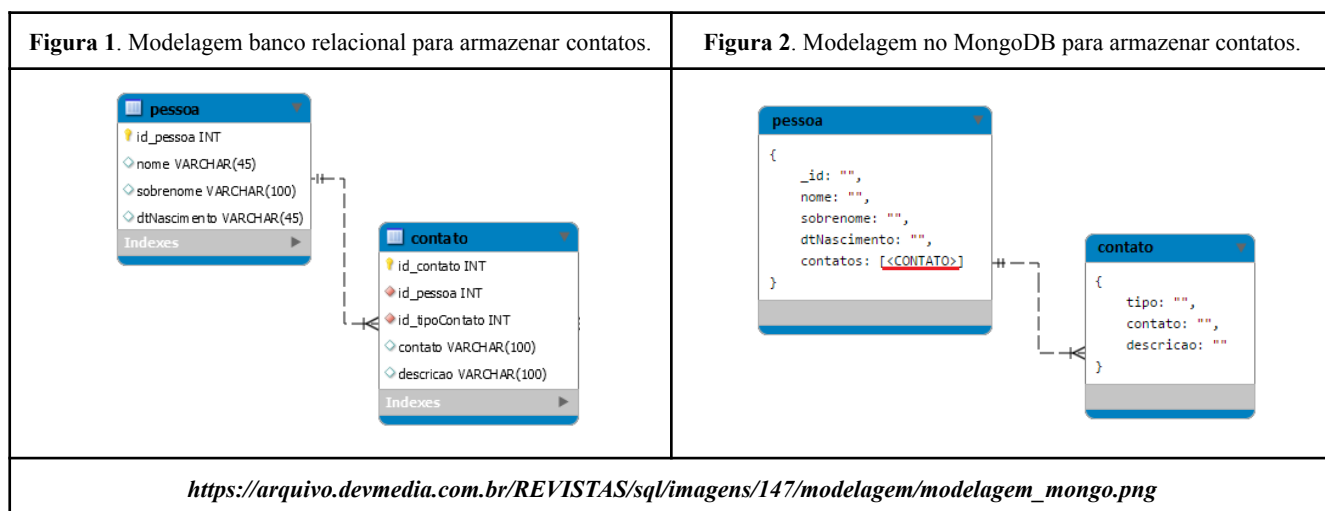 Figura 1. Modelagem banco relacional para armazenar contatos.
Figura 2. Modelagem no MongoDB para armazenar contatos.
pessoa
id_pessoa INT
nome VARCHAR(45)
sobrenome VARCHAR(100)
dtNascimento VARCHAR(45)
Indexes
contato
id_contato INT
id_pessoa INT
id_tipoContato INT
contato VARCHAR(100)
descricao VARCHAR(100)
Indexes
pessoa
{
_id: "",
nome: "",
sobrenome: "",
dtNascimento: "",
contatos: [<CONTATO>]
}
contato
{
tipo: "",
contato: "",
descricao: ""
}
https://arquivo.devmedia.com.br/REVISTAS/sql/imagens/147/modelagem/modelagem_mongo.png